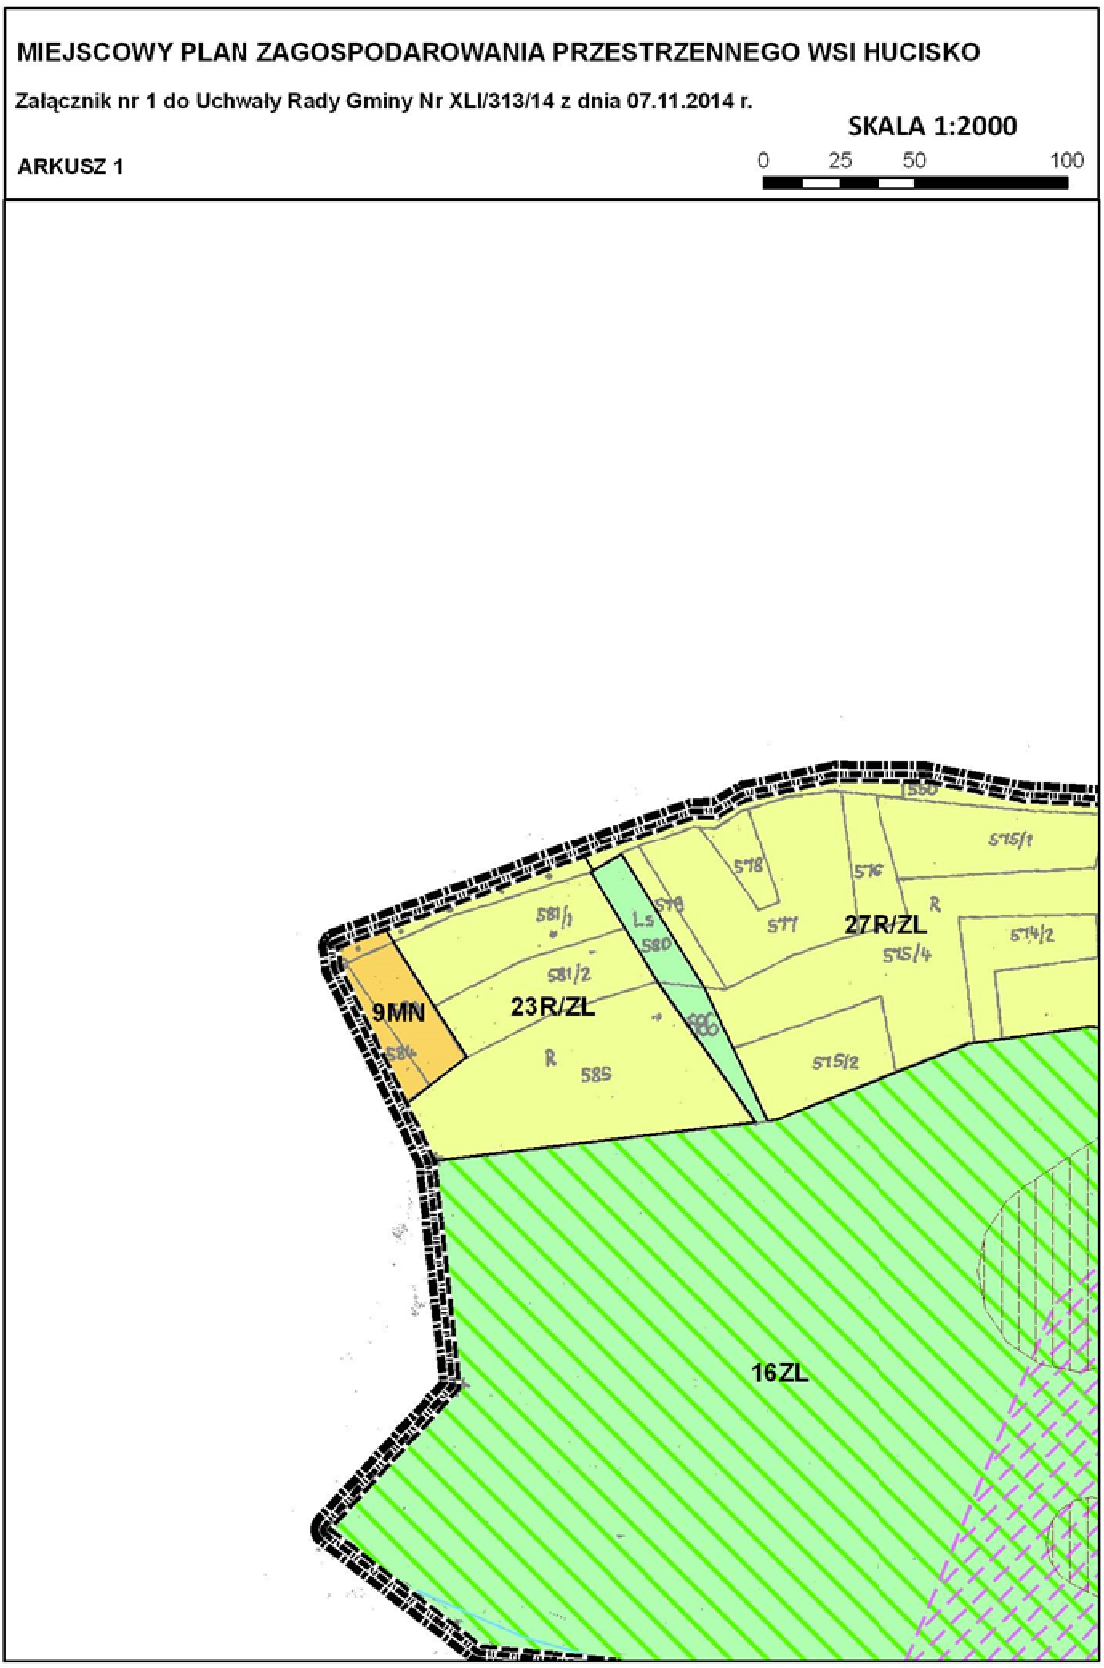 MIEJSCOWY PLAN ZAGOSPODAROWANIA PRZESTRZENNEGO WSI HUCISKO
Załącznik nr 1 do Uchwały Rady Gminy Nr XLI/313/14 z dnia 07.11.2014 r.
SKALA 1:2000
ARKUSZ 1
0 25 50 100
575/1
578
576
581/1
Ls
580
577
27R/ZL
R
574/2
575/4
581/2
9MN
23R/ZL
586
584
R
585
575/2
16ZL